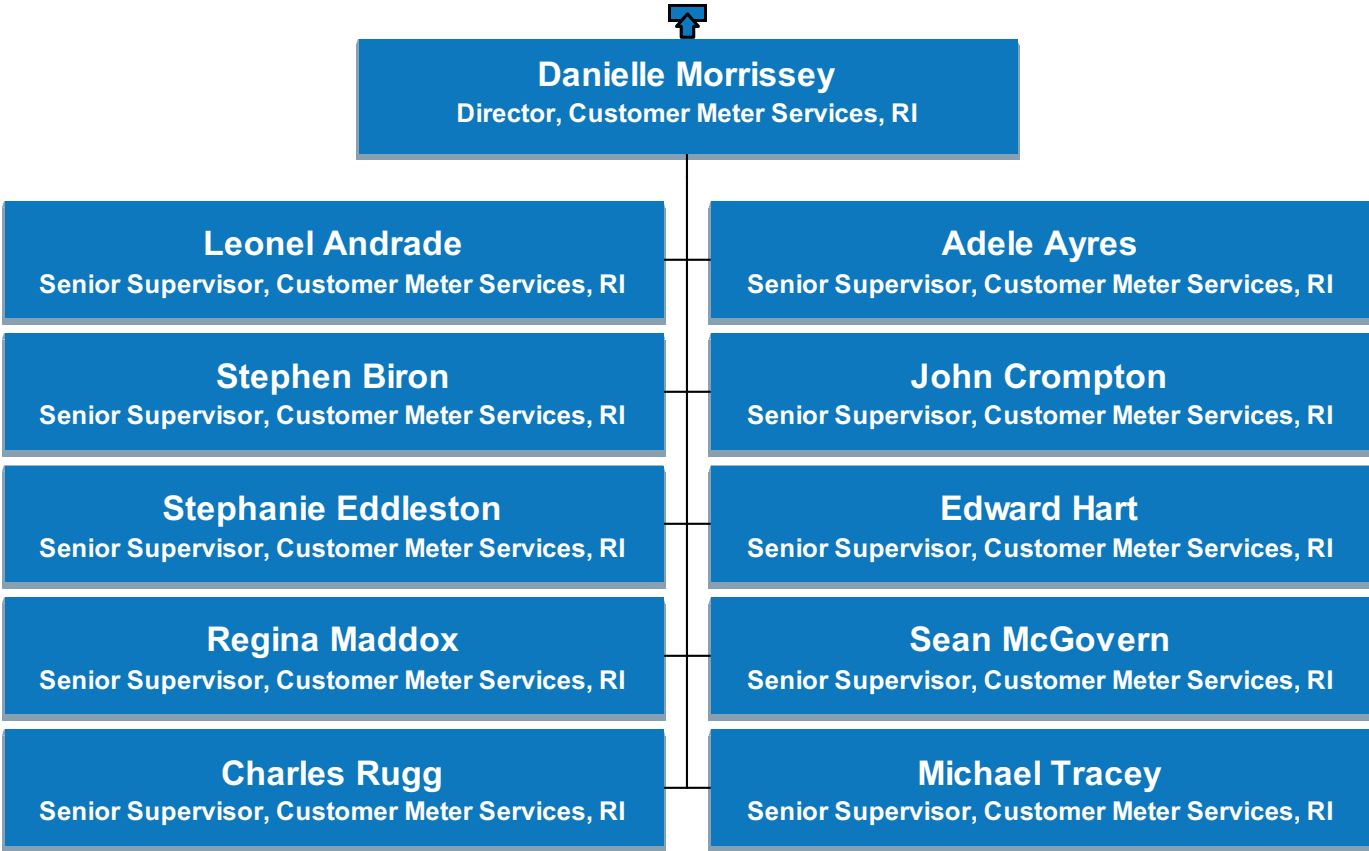 Danielle Morrissey
Director, Customer Meter Services, RI
Leonel Andrade
Senior Supervisor, Customer Meter Services, RI
Adele Ayres
Senior Supervisor, Customer Meter Services, RI
Stephen Biron
Senior Supervisor, Customer Meter Services, RI
John Crompton
Senior Supervisor, Customer Meter Services, RI
Stephanie Eddleston
Senior Supervisor, Customer Meter Services, RI
Edward Hart
Senior Supervisor, Customer Meter Services, RI
Regina Maddox
Senior Supervisor, Customer Meter Services, RI
Sean McGovern
Senior Supervisor, Customer Meter Services, RI
Charles Rugg
Senior Supervisor, Customer Meter Services, RI
Michael Tracey
Senior Supervisor, Customer Meter Services, RI